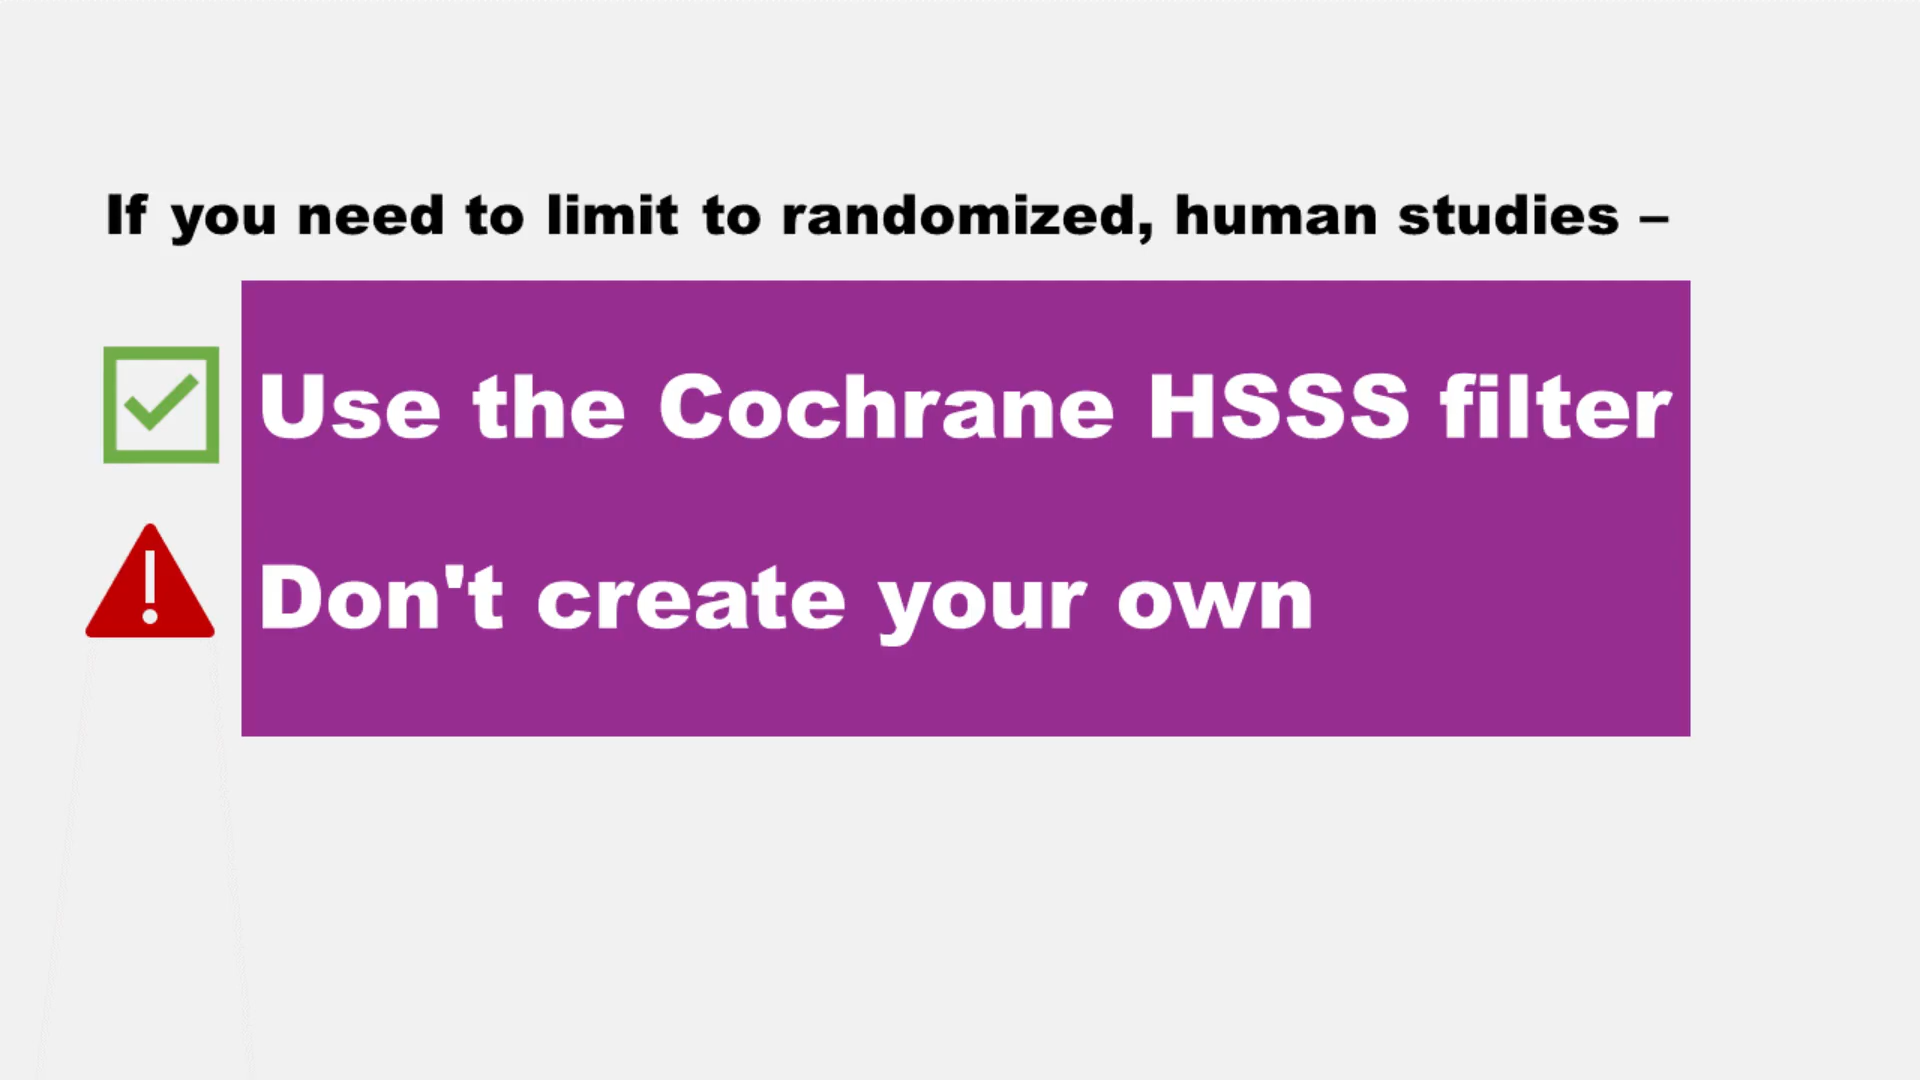 If you need to limit to randomized, human studies –
Use the Cochrane HSSS filter
Don't create your own